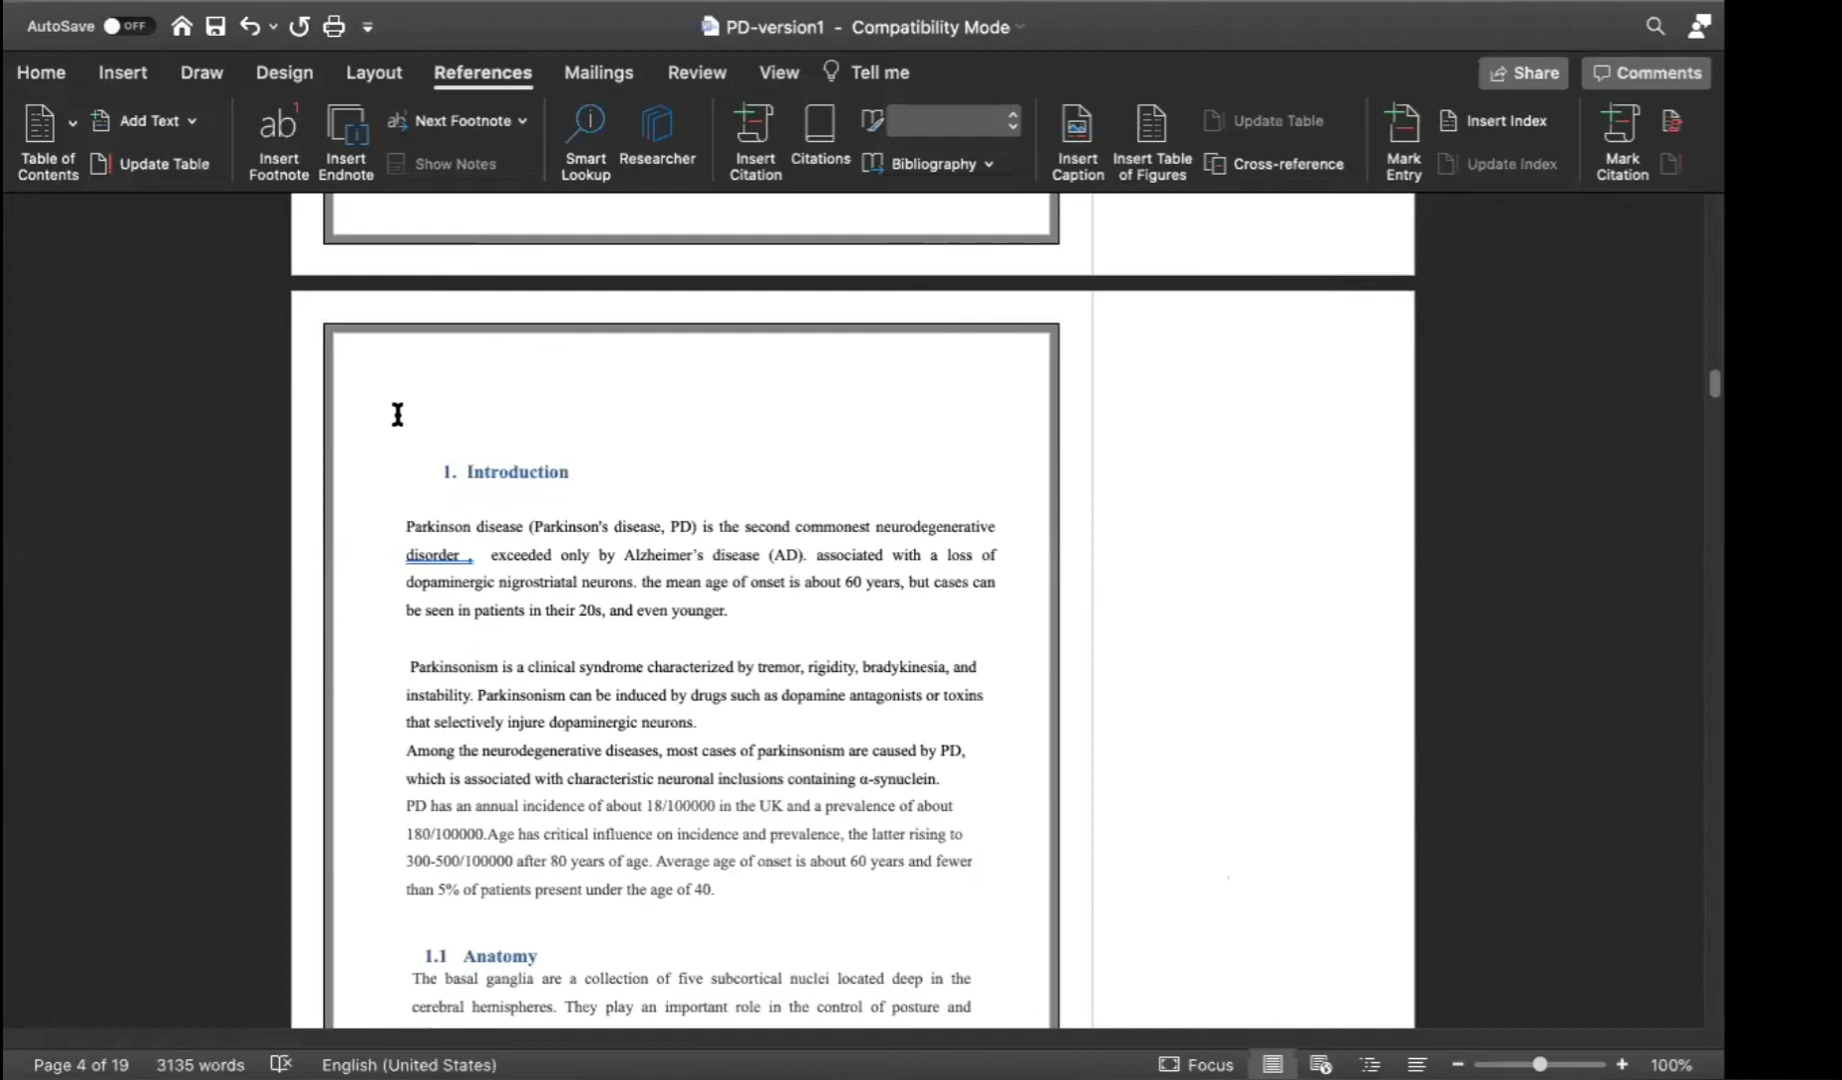 AutoSave OFF
PD-version1 - Compatibility Mode
Home Insert Draw Design Layout References Mailings Review View Tell me
Share Comments
Table of Contents
Add Text
Update Table
ab1 Insert Footnote
Insert Endnote
ab Next Footnote
Show Notes
Smart Lookup
Researcher
Insert Citation
Citations
Bibliography
Insert Caption
Insert Table of Figures
Update Table
Cross-reference
Mark Entry
Insert Index
Update Index
Mark Citation
1. Introduction
Parkinson disease (Parkinson's disease, PD) is the second commonest neurodegenerative
disorder , exceeded only by Alzheimer's disease (AD). associated with a loss of
dopaminergic nigrostriatal neurons. the mean age of onset is about 60 years, but cases can
be seen in patients in their 20s, and even younger.
Parkinsonism is a clinical syndrome characterized by tremor, rigidity, bradykinesia, and
instability. Parkinsonism can be induced by drugs such as dopamine antagonists or toxins
that selectively injure dopaminergic neurons.
Among the neurodegenerative diseases, most cases of parkinsonism are caused by PD,
which is associated with characteristic neuronal inclusions containing α-synuclein.
PD has an annual incidence of about 18/100000 in the UK and a prevalence of about
180/100000.Age has critical influence on incidence and prevalence, the latter rising to
300-500/100000 after 80 years of age. Average age of onset is about 60 years and fewer
than 5% of patients present under the age of 40.
1.1 Anatomy
The basal ganglia are a collection of five subcortical nuclei located deep in the
cerebral hemispheres. They play an important role in the control of posture and
Page 4 of 19 3135 words English (United States) Focus 100%